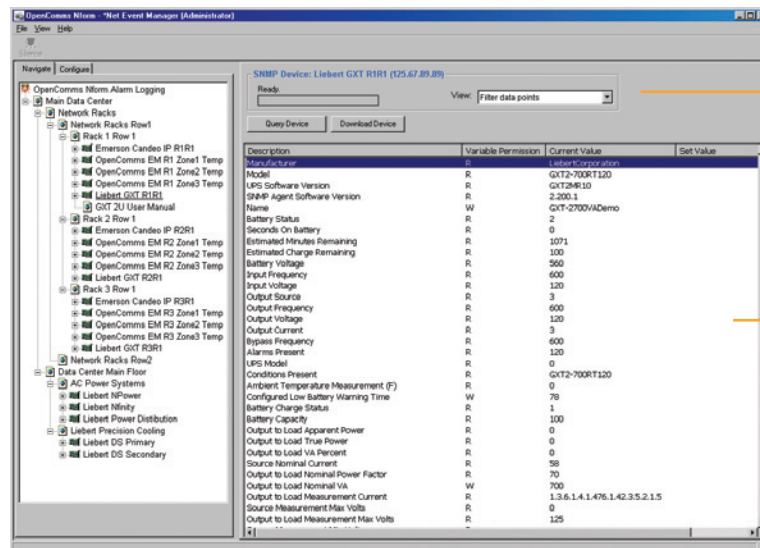 OpenComms Nform - *Net Event Manager (Administrator)
File View Help
Source
Navigate Configure
OpenComms Nform Alarm Logging
Main Data Center
Network Racks
Network Racks Row1
Rack 1 Row 1
Emerson Candeo IP R1R1
OpenComms EM R1 Zone1 Temp
OpenComms EM R1 Zone2 Temp
OpenComms EM R1 Zone3 Temp
Liebert GXT R1R1
GXT 2U User Manual
Rack 2 Row 1
Emerson Candeo IP R2R1
OpenComms EM R2 Zone1 Temp
OpenComms EM R2 Zone2 Temp
OpenComms EM R2 Zone3 Temp
Liebert GXT R2R1
Rack 3 Row 1
Emerson Candeo IP R3R1
OpenComms EM R3 Zone1 Temp
OpenComms EM R3 Zone2 Temp
OpenComms EM R3 Zone3 Temp
Liebert GXT R3R1
Network Racks Row2
Data Center Main Floor
AC Power Systems
Liebert NPower
Liebert Nfinity
Liebert Power Distibution
Liebert Precision Cooling
Liebert DS Primary
Liebert DS Secondary
SNMP Device: Liebert GXT R1R1 (125.67.89.89)
Ready. View: Filter data points
Query Device Download Device
Description Variable Permission Current Value Set Value
Manufacturer R LiebertCorporation
Model R GXT2-700RT120
UPS Software Version R GXT2MR10
SNMP Agent Software Version R 2.200.1
Name W GXT-2700VADemo
Battery Status R 2
Seconds On Battery R 0
Estimated Minutes Remaining R 1071
Estimated Charge Remaining R 100
Battery Voltage R 560
Input Frequency R 600
Input Voltage R 120
Output Source R 3
Output Frequency R 600
Output Voltage R 120
Output Current R 3
Bypass Frequency R 600
Alarms Present R 120
UPS Model R 0
Conditions Present R GXT2-700RT120
Ambient Temperature Measurement (F) R 0
Configured Low Battery Warning Time W 78
Battery Charge Status R 1
Battery Capacity R 100
Output to Load Apparent Power R 0
Output to Load True Power R 0
Output to Load VA Percent R 0
Source Nominal Current R 58
Output to Load Nominal Power Factor R 70
Output to Load Nominal VA W 700
Output to Load Measurement Current R 1.3.6.1.4.1.476.1.42.3.5.2.1.5
Source Measurement Max Volts R 0
Output to Load Measurement Max Volts R 125